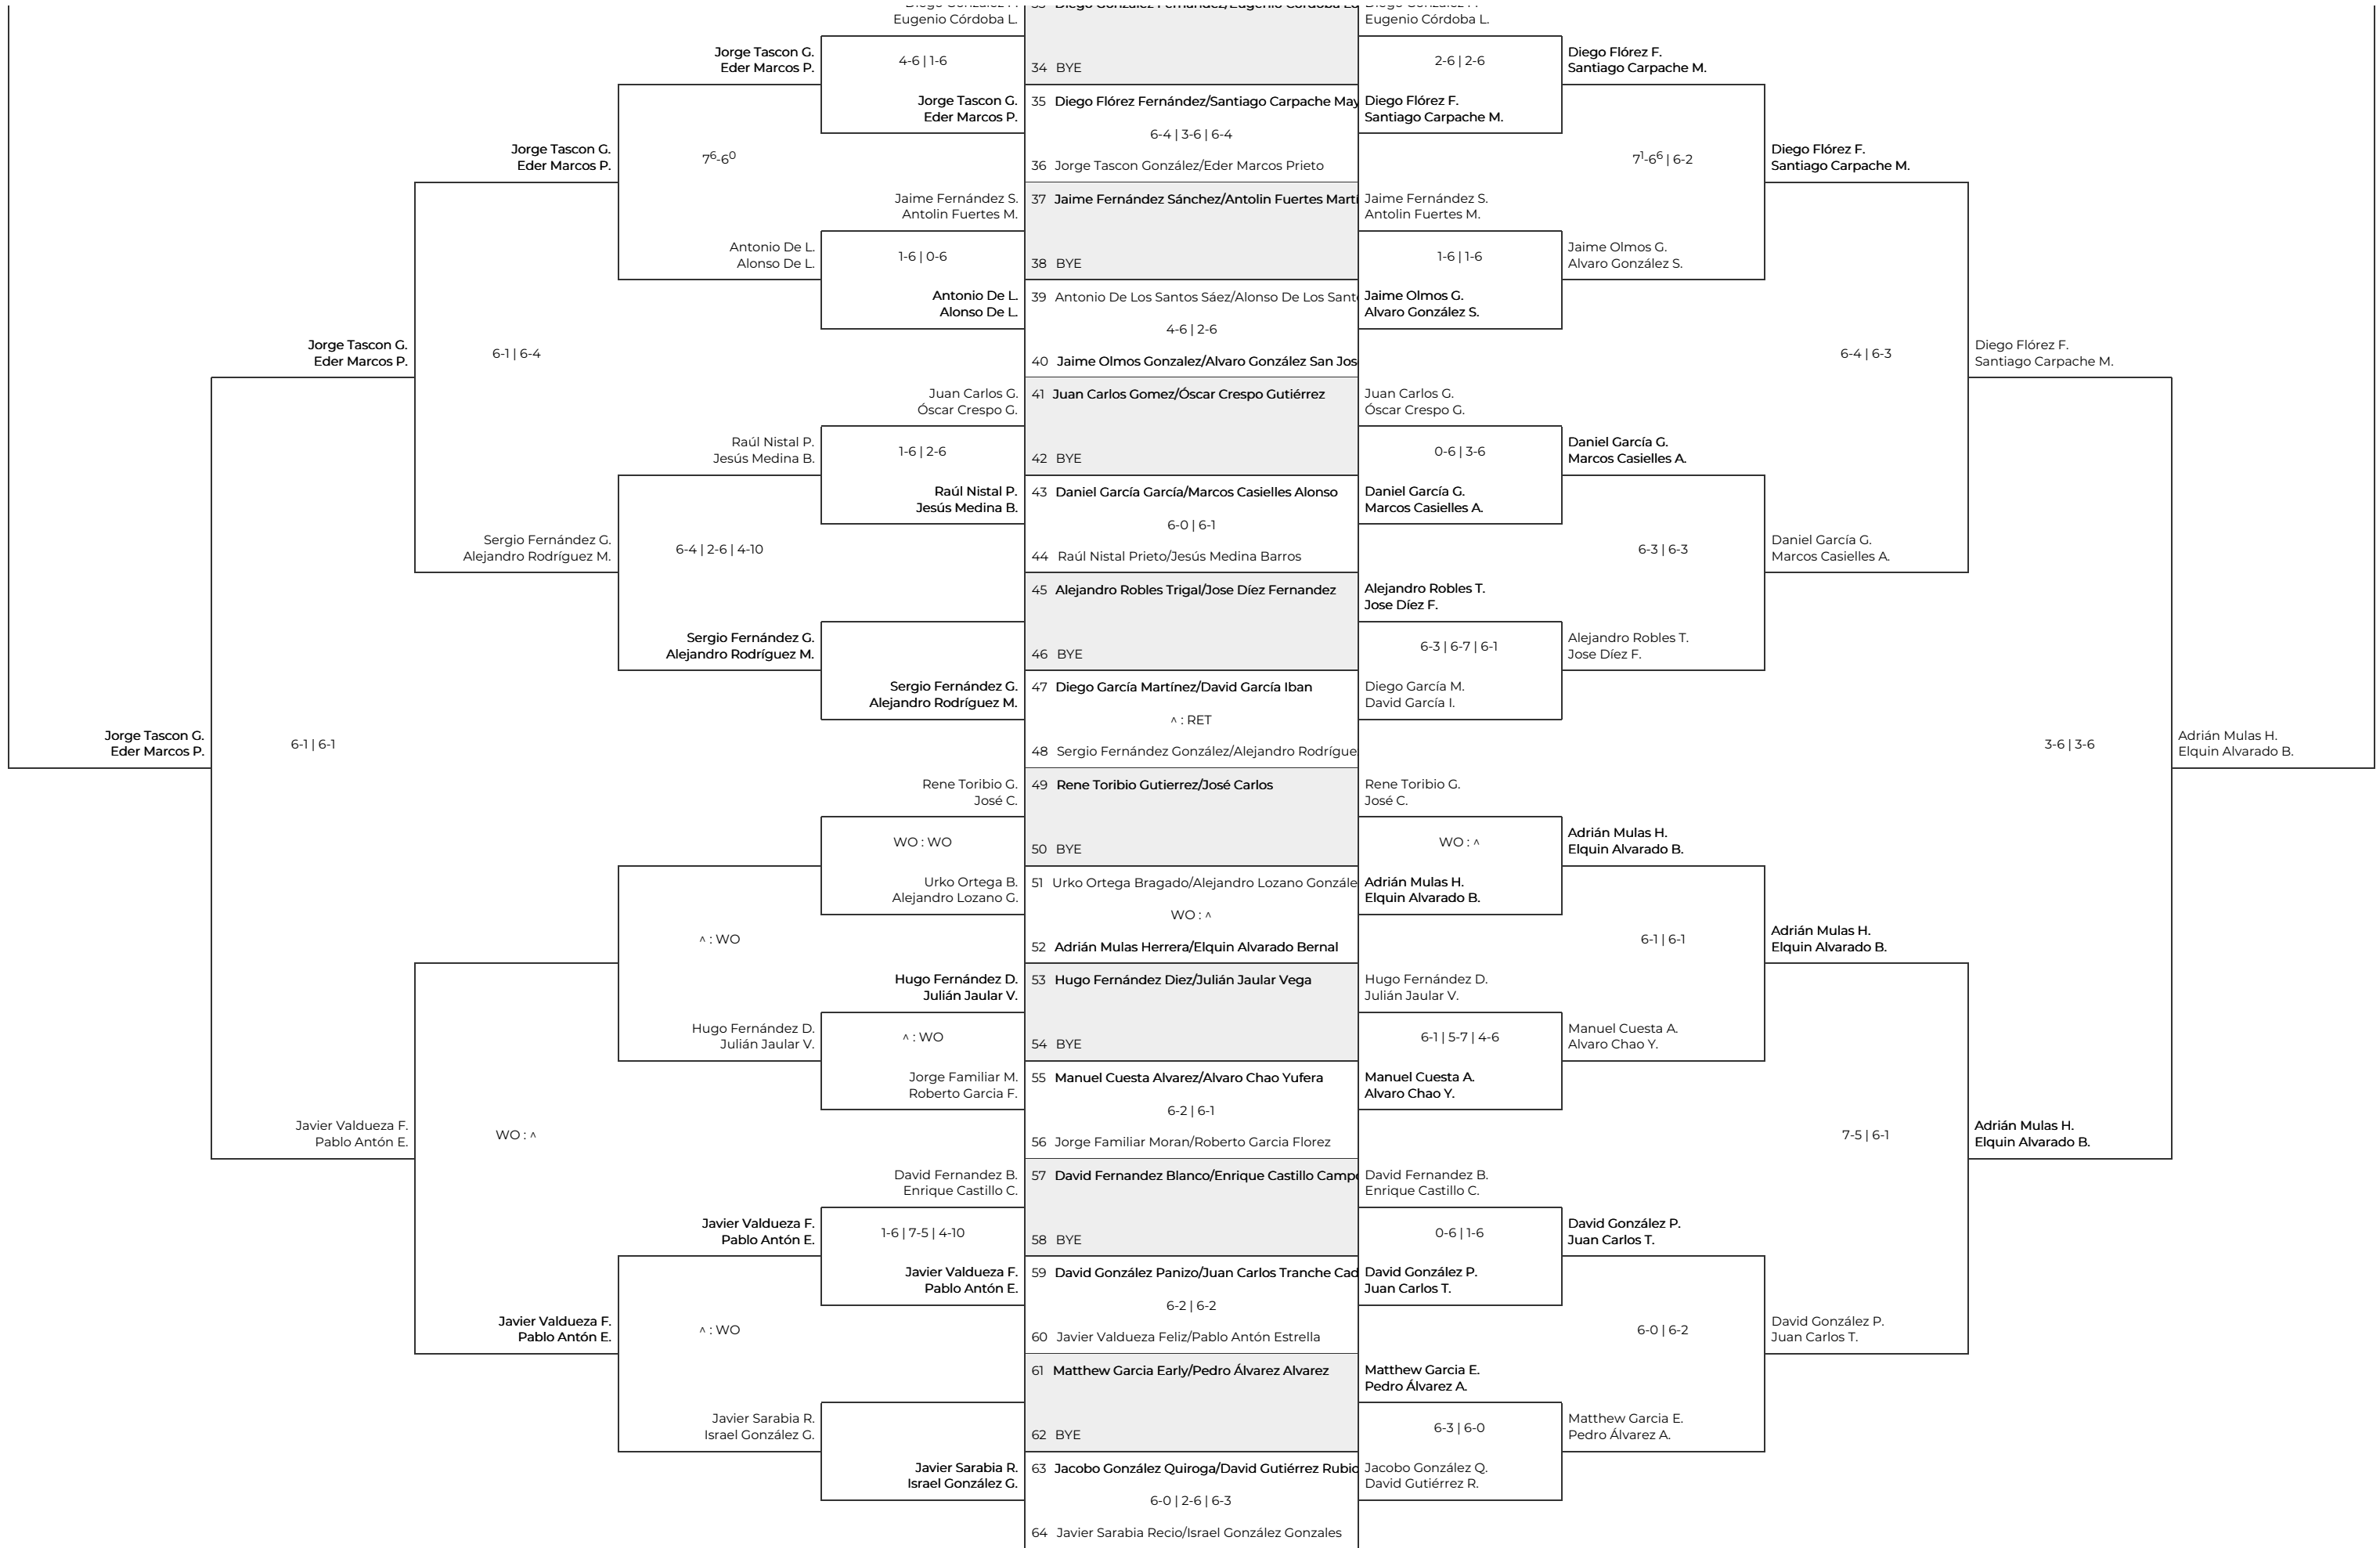 Eugenio Córdoba L.
Eugenio Córdoba L.
Jorge Tascon G.
Eder Marcos P.
4-6 | 1-6
34 BYE
2-6 | 2-6
Diego Flórez F.
Santiago Carpache M.
Jorge Tascon G.
Eder Marcos P.
35 Diego Flórez Fernández/Santiago Carpache May
6-4 | 3-6 | 6-4
36 Jorge Tascon González/Eder Marcos Prieto
Diego Flórez F.
Santiago Carpache M.
Jorge Tascon G.
Eder Marcos P.
7⁶-6⁰
7¹-6⁶ | 6-2
Diego Flórez F.
Santiago Carpache M.
Jaime Fernández S.
Antolin Fuertes M.
37 Jaime Fernández Sánchez/Antolin Fuertes Marti
Jaime Fernández S.
Antolin Fuertes M.
Antonio De L.
Alonso De L.
1-6 | 0-6
38 BYE
1-6 | 1-6
Jaime Olmos G.
Alvaro González S.
Antonio De L.
Alonso De L.
39 Antonio De Los Santos Sáez/Alonso De Los Sant
4-6 | 2-6
40 Jaime Olmos Gonzalez/Alvaro González San Jos
Jaime Olmos G.
Alvaro González S.
Jorge Tascon G.
Eder Marcos P.
6-1 | 6-4
6-4 | 6-3
Diego Flórez F.
Santiago Carpache M.
Juan Carlos G.
Óscar Crespo G.
41 Juan Carlos Gomez/Óscar Crespo Gutiérrez
Juan Carlos G.
Óscar Crespo G.
Raúl Nistal P.
Jesús Medina B.
1-6 | 2-6
42 BYE
0-6 | 3-6
Daniel García G.
Marcos Casielles A.
Raúl Nistal P.
Jesús Medina B.
43 Daniel García García/Marcos Casielles Alonso
6-0 | 6-1
44 Raúl Nistal Prieto/Jesús Medina Barros
Daniel García G.
Marcos Casielles A.
Sergio Fernández G.
Alejandro Rodríguez M.
6-4 | 2-6 | 4-10
6-3 | 6-3
Daniel García G.
Marcos Casielles A.
45 Alejandro Robles Trigal/Jose Díez Fernandez
Alejandro Robles T.
Jose Díez F.
Sergio Fernández G.
Alejandro Rodríguez M.
46 BYE
6-3 | 6-7 | 6-1
Alejandro Robles T.
Jose Díez F.
Sergio Fernández G.
Alejandro Rodríguez M.
47 Diego García Martínez/David García Iban
^ : RET
48 Sergio Fernández González/Alejandro Rodrígue
Diego García M.
David García I.
Jorge Tascon G.
Eder Marcos P.
6-1 | 6-1
3-6 | 3-6
Adrián Mulas H.
Elquin Alvarado B.
Rene Toribio G.
José C.
49 Rene Toribio Gutierrez/José Carlos
Rene Toribio G.
José C.
WO : WO
50 BYE
WO : ^
Adrián Mulas H.
Elquin Alvarado B.
Urko Ortega B.
Alejandro Lozano G.
51 Urko Ortega Bragado/Alejandro Lozano Gonzále
WO : ^
52 Adrián Mulas Herrera/Elquin Alvarado Bernal
Adrián Mulas H.
Elquin Alvarado B.
^ : WO
6-1 | 6-1
Adrián Mulas H.
Elquin Alvarado B.
Hugo Fernández D.
Julián Jaular V.
53 Hugo Fernández Diez/Julián Jaular Vega
Hugo Fernández D.
Julián Jaular V.
Hugo Fernández D.
Julián Jaular V.
^ : WO
54 BYE
6-1 | 5-7 | 4-6
Manuel Cuesta A.
Alvaro Chao Y.
Jorge Familiar M.
Roberto Garcia F.
55 Manuel Cuesta Alvarez/Alvaro Chao Yufera
6-2 | 6-1
56 Jorge Familiar Moran/Roberto Garcia Florez
Manuel Cuesta A.
Alvaro Chao Y.
Javier Valdueza F.
Pablo Antón E.
WO : ^
7-5 | 6-1
Adrián Mulas H.
Elquin Alvarado B.
David Fernandez B.
Enrique Castillo C.
57 David Fernandez Blanco/Enrique Castillo Campe
David Fernandez B.
Enrique Castillo C.
Javier Valdueza F.
Pablo Antón E.
1-6 | 7-5 | 4-10
58 BYE
0-6 | 1-6
David González P.
Juan Carlos T.
Javier Valdueza F.
Pablo Antón E.
59 David González Panizo/Juan Carlos Tranche Cad
6-2 | 6-2
60 Javier Valdueza Feliz/Pablo Antón Estrella
David González P.
Juan Carlos T.
Javier Valdueza F.
Pablo Antón E.
^ : WO
6-0 | 6-2
David González P.
Juan Carlos T.
61 Matthew Garcia Early/Pedro Álvarez Alvarez
Matthew Garcia E.
Pedro Álvarez A.
Javier Sarabia R.
Israel González G.
62 BYE
6-3 | 6-0
Matthew Garcia E.
Pedro Álvarez A.
Javier Sarabia R.
Israel González G.
63 Jacobo González Quiroga/David Gutiérrez Rubio
6-0 | 2-6 | 6-3
64 Javier Sarabia Recio/Israel González Gonzales
Jacobo González Q.
David Gutiérrez R.